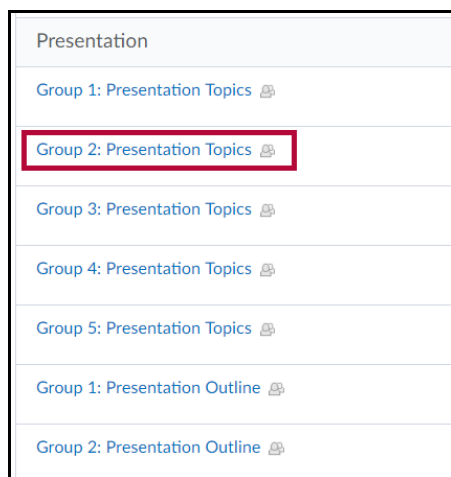 Presentation
Group 1: Presentation Topics
Group 2: Presentation Topics
Group 3: Presentation Topics
Group 4: Presentation Topics
Group 5: Presentation Topics
Group 1: Presentation Outline
Group 2: Presentation Outline